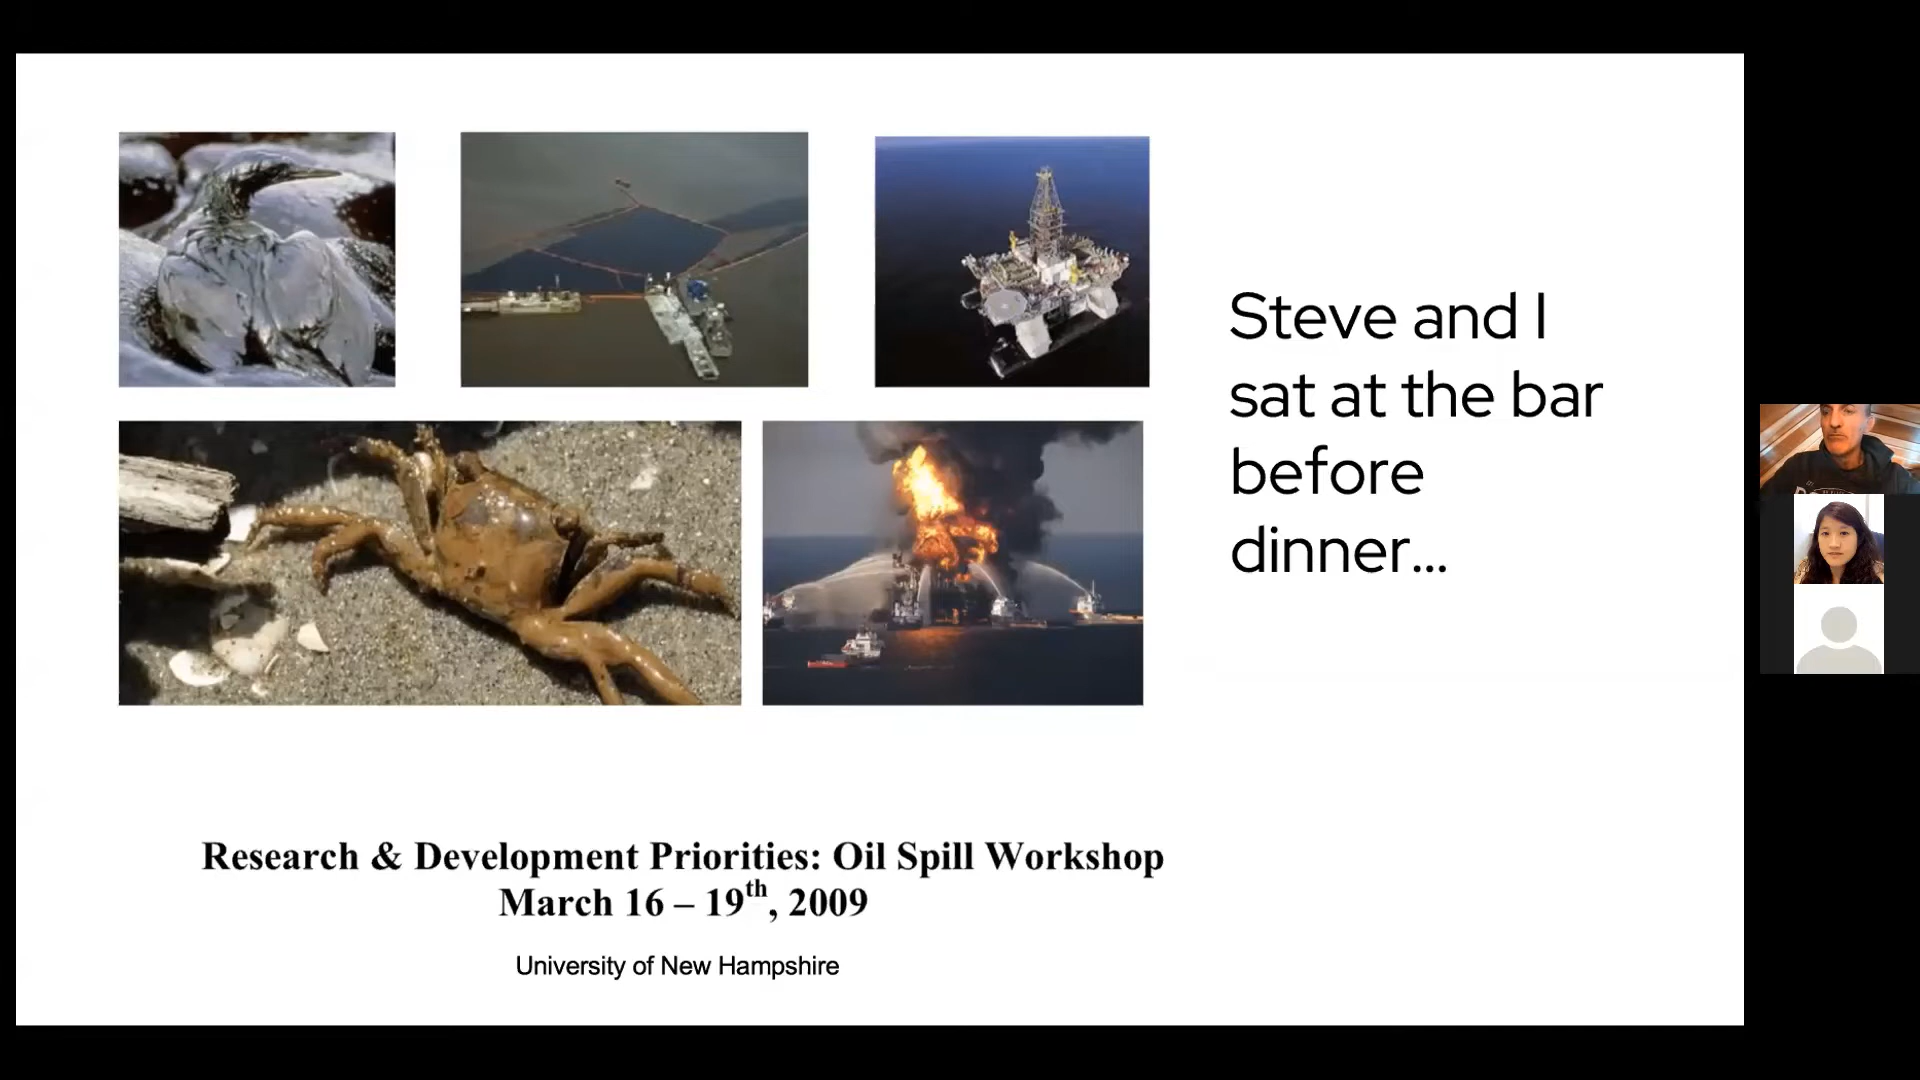 Steve and I
sat at the bar
before
dinner...
Research & Development Priorities: Oil Spill Workshop
March 16 – 19th, 2009
University of New Hampshire